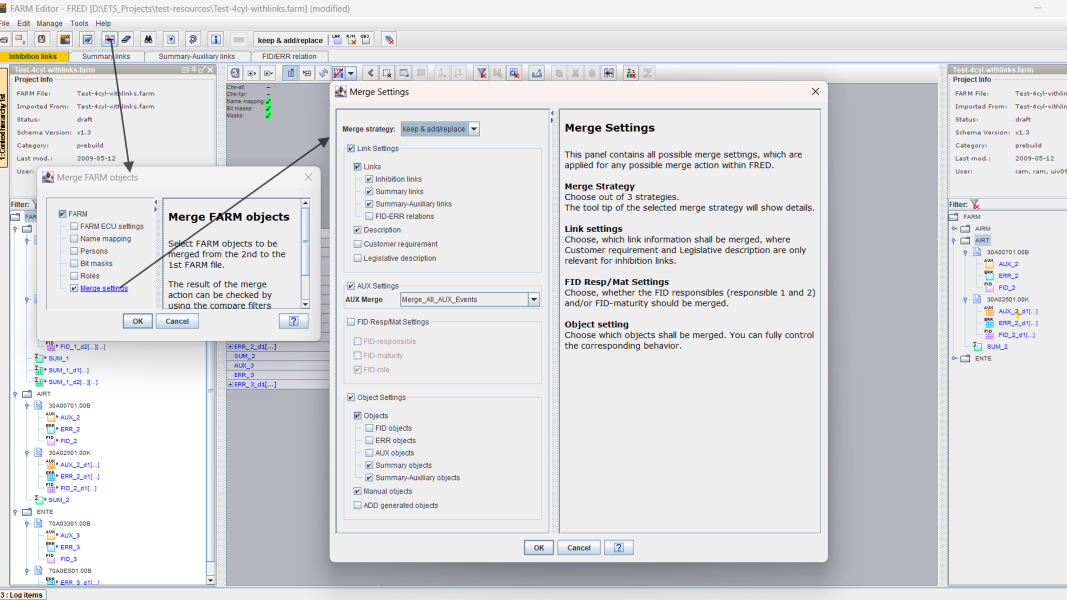 FARM Editor - FRED [D:\ETS_Projects\test-resources\Test-4cyl-withlinks.farm] (modified)
File Edit Manage Tools Help
keep & add/replace
Inhibition links
Summary links
Summary-Auxiliary links
FID/ERR relation
Test-4cyl-withlinks.farm
Project Info
FARM File: Test-4cyl-withlinks.farm
Imported From: Test-4cyl-withlinks.farm
Status: draft
Schema Version: v1.3
Category: prebuild
Last mod.: 2009-05-12
User:
Filter:
1:Context hierarchy list
Chk-all: –
Chk-fpr: –
Name mapping:
Bit masks:
Masks:
Merge FARM objects
FARM
FARM ECU settings
Name mapping
Persons
Bit masks
Roles
Merge settings
Merge FARM objects
Select FARM objects to be
merged from the 2nd to the
1st FARM file.
The result of the merge
action can be checked by
using the compare filters
OK
Cancel
?
FID_1_d2[...][...]
SUM_1
SUM_1_d1[...]
SUM_1_d2[...][...]
AIRT
30A00701.00B
AUX_2
ERR_2
FID_2
30A02501.00K
AUX_2_d1[...]
ERR_2_d1[...]
FID_2_d1[...]
SUM_2
ENTE
70A03301.00B
AUX_3
ERR_3
FID_3
70A0ES01.00B
ERR_3_d1[...]
ERR_2_d1[...]
SUM_2
AUX_3
ERR_3
ERR_3_d1[...]
Merge Settings
Merge strategy: keep & add/replace
Link Settings
Links
Inhibition links
Summary links
Summary-Auxiliary links
FID-ERR relations
Description
Customer requirement
Legislative description
AUX Settings
AUX Merge Merge_All_AUX_Events
FID Resp/Mat Settings
FID-responsible
FID-maturity
FID-role
Object Settings
Objects
FID objects
ERR objects
AUX objects
Summary objects
Summary-Auxiliary objects
Manual objects
ADD generated objects
Merge Settings
This panel contains all possible merge settings, which are
applied for any possible merge action within FRED.
Merge Strategy
Choose out of 3 strategies.
The tool tip of the selected merge strategy will show details.
Link settings
Choose, which link information shall be merged, where
Customer requirement and Legislative description are only
relevant for inhibition links.
FID Resp/Mat Settings
Choose, whether the FID responsibles (responsible 1 and 2)
and/or FID-maturity should be merged.
Object setting
Choose which objects shall be merged. You can fully control
the corresponding behavior.
OK
Cancel
?
Test-4cyl-withlinks.farm
Project Info
FARM File: Test-4cyl-withl
Imported From: Test-4cyl-withl
Status: draft
Schema Version: v1.3
Category: prebuild
Last mod.: 2009-05-12
User: ram, ram, uiv09
Filter:
FARM
AIRM
AIRT
30A00701.00B
AUX_2
ERR_2
FID_2
30A02501.00K
AUX_2_d1[...]
ERR_2_d1[...]
FID_2_d1[...]
SUM_2
ENTE
3 : Log items